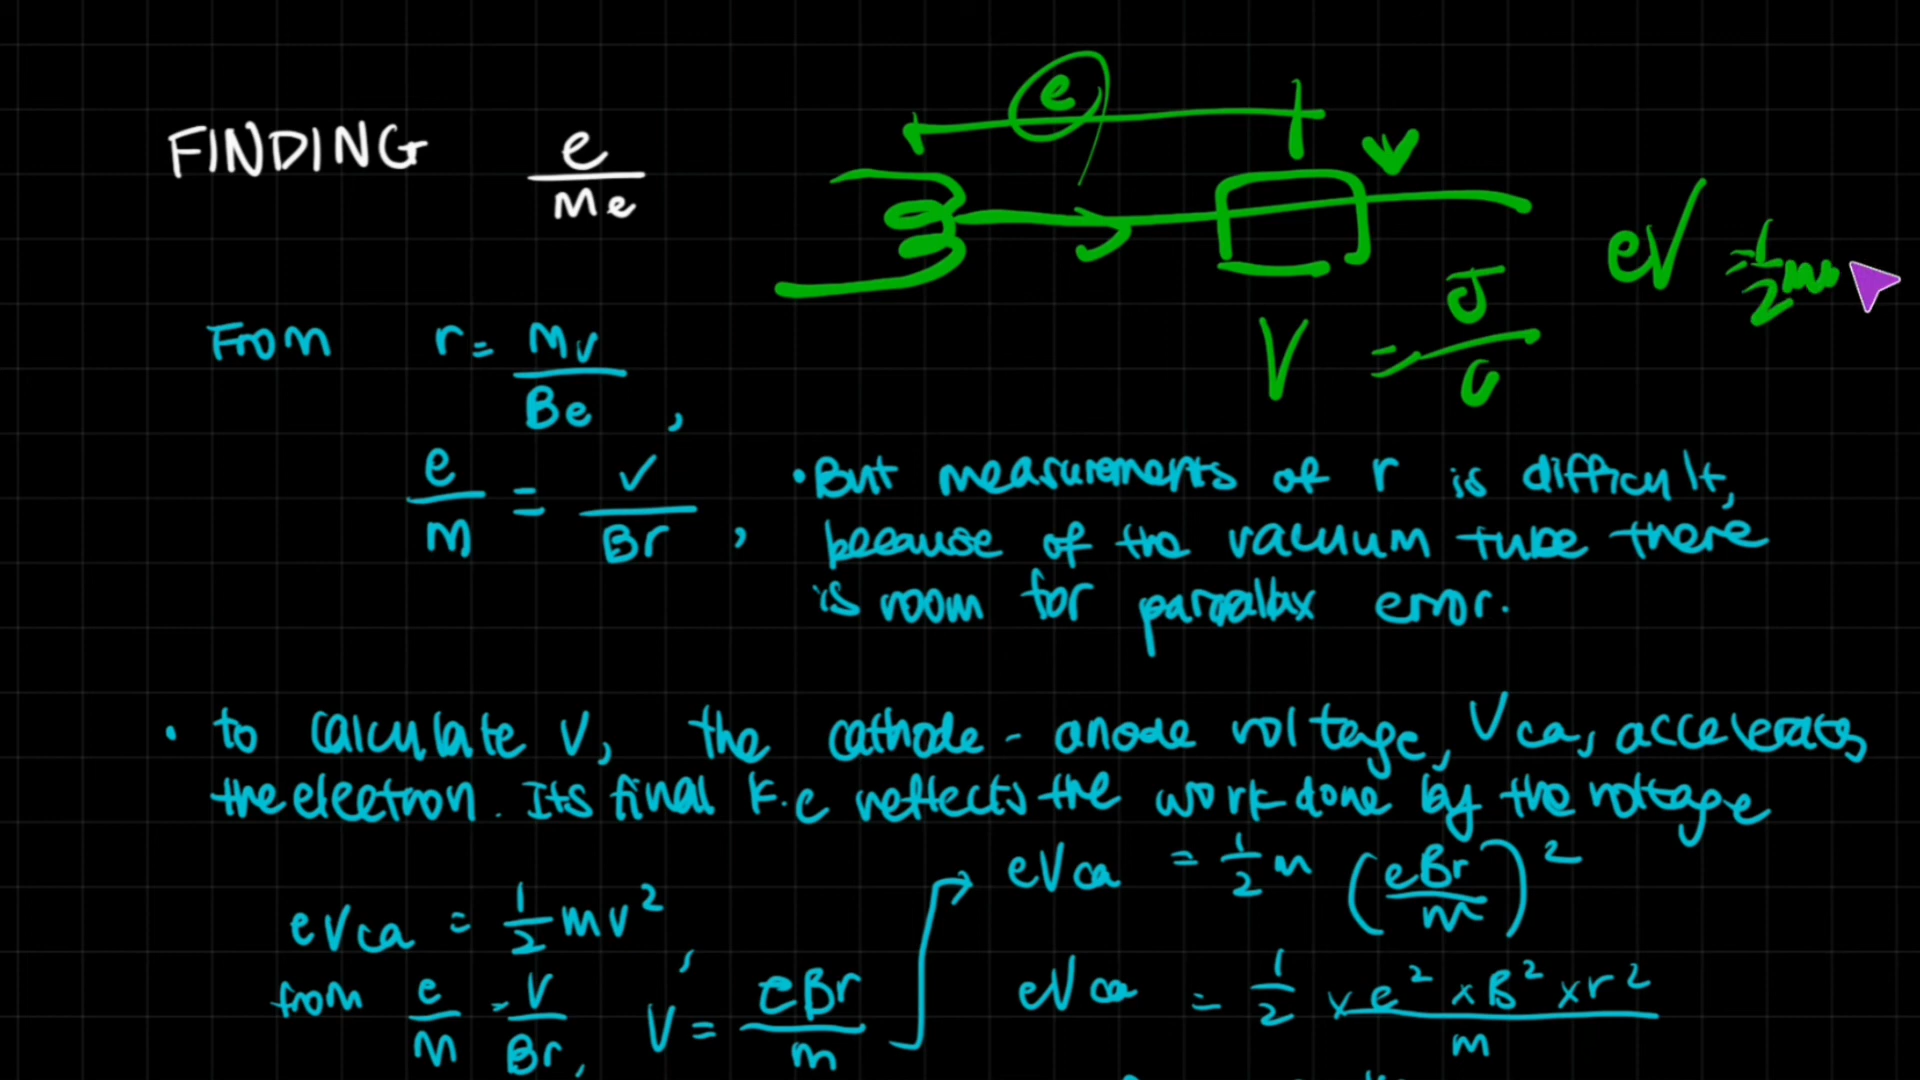 FINDING e/me
e
V = J/C
eV = 1/2 m
From r = mv/Be ,
e/m = v/Br ,
• But measurements of r is difficult,
because of the vacuum tube there
is room for parallax error.
• to calculate v, the cathode - anode voltage, Vca, accelerates
the electron. Its final k.e reflects the work done by the voltage
eVca = 1/2 mv²
from e/m = v/Br, v = eBr/m
eVca = 1/2 m (eBr/m)²
eVca = 1/2 × e² × B² × r² / m